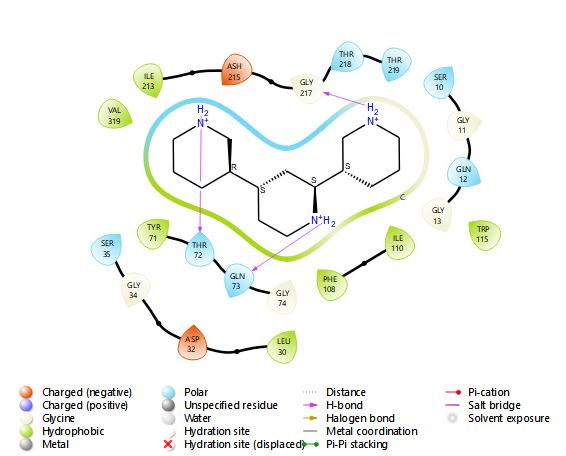 THR
218
THR
219
ILE
213
ASH
215
GLY
217
SER
10
VAL
319
H2
N+
H2
N+
GLY
11
R
S
S
S
GLN
12
C
GLY
13
N+H2
TYR
71
THR
72
SER
35
ILE
110
TRP
115
GLN
73
GLY
34
PHE
108
GLY
74
ASP
32
LEU
30
Charged (negative)
Charged (positive)
Glycine
Hydrophobic
Metal
Polar
Unspecified residue
Water
Hydration site
Hydration site (displaced)
Distance
H-bond
Halogen bond
Metal coordination
Pi-Pi stacking
Pi-cation
Salt bridge
Solvent exposure